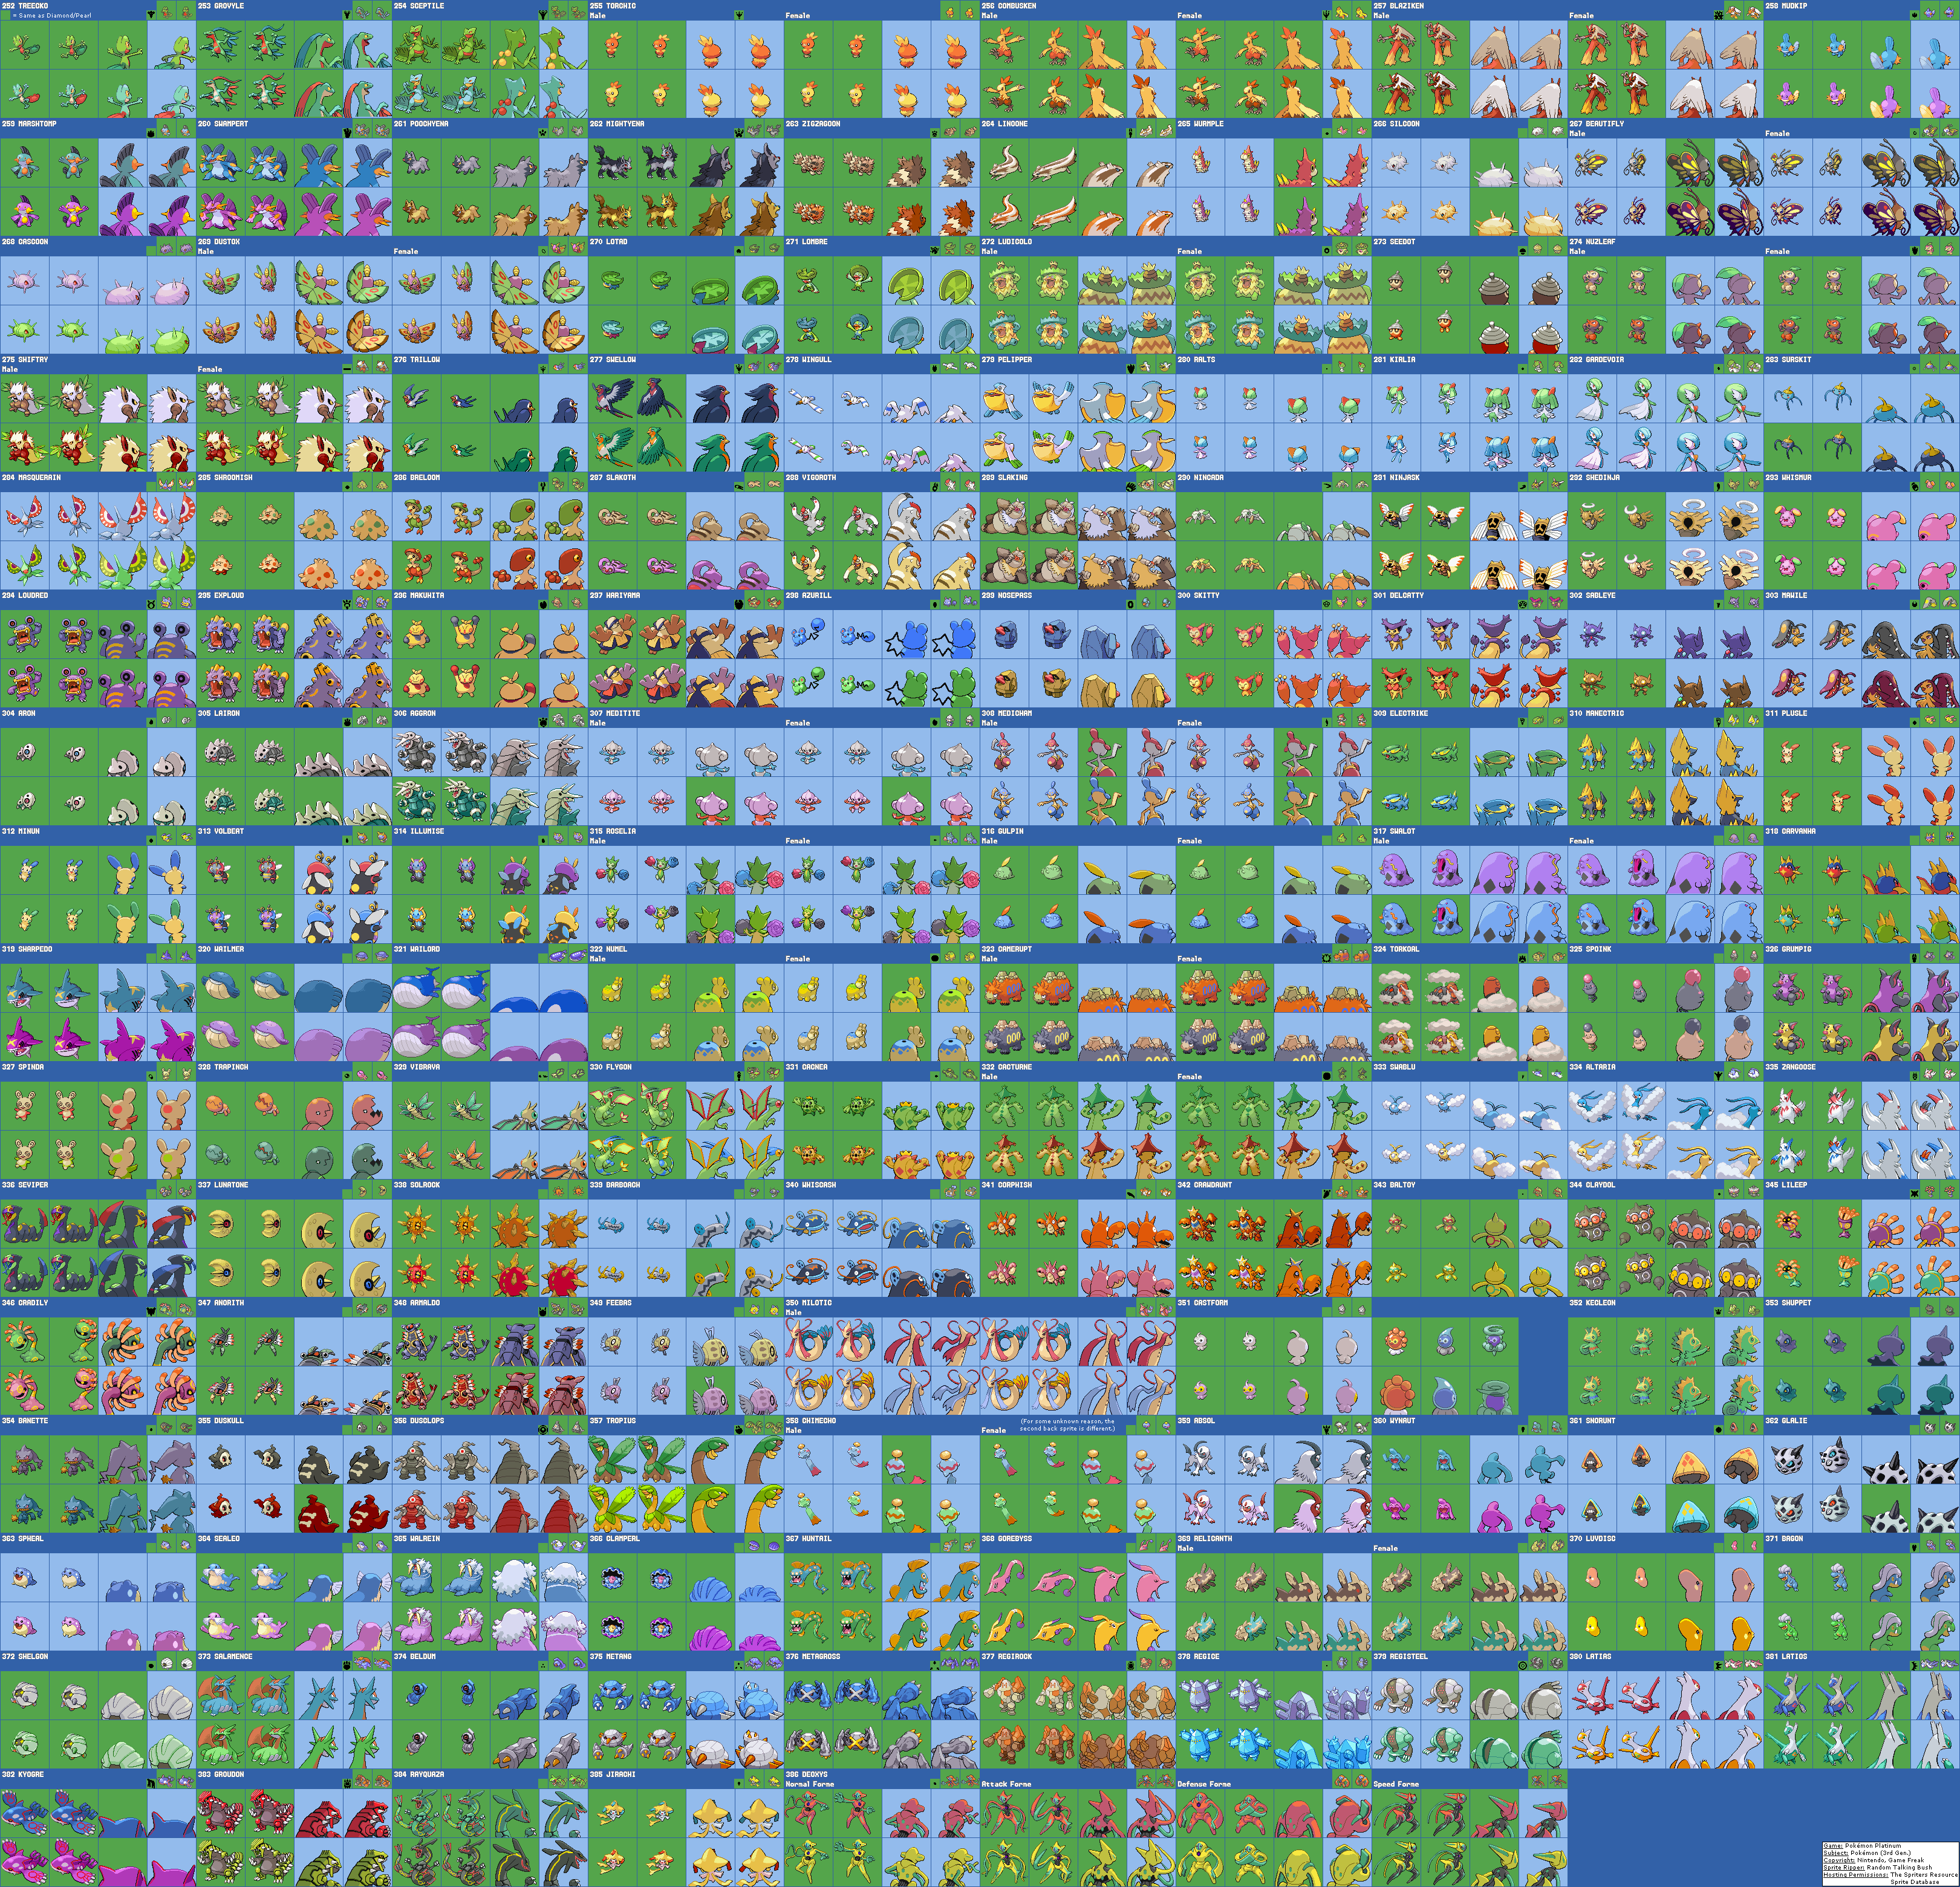 252 TREECKO
= Same as Diamond/Pearl
253 GROVYLE
254 SCEPTILE
255 TORCHIC
Male
Female
256 COMBUSKEN
Male
Female
257 BLAZIKEN
Male
Female
258 MUDKIP
259 MARSHTOMP
260 SWAMPERT
261 POOCHYENA
262 MIGHTYENA
263 ZIGZAGOON
264 LINOONE
265 WURMPLE
266 SILCOON
267 BEAUTIFLY
Male
Female
268 CASCOON
269 DUSTOX
Male
Female
270 LOTAD
271 LOMBRE
272 LUDICOLO
Male
Female
273 SEEDOT
274 NUZLEAF
Male
Female
275 SHIFTRY
Male
Female
276 TAILLOW
277 SWELLOW
278 WINGULL
279 PELIPPER
280 RALTS
281 KIRLIA
282 GARDEVOIR
283 SURSKIT
284 MASQUERAIN
285 SHROOMISH
286 BRELOOM
287 SLAKOTH
288 VIGOROTH
289 SLAKING
290 NINCADA
291 NINJASK
292 SHEDINJA
293 WHISMUR
294 LOUDRED
295 EXPLOUD
296 MAKUHITA
297 HARIYAMA
298 AZURILL
299 NOSEPASS
300 SKITTY
301 DELCATTY
302 SABLEYE
303 MAWILE
304 ARON
305 LAIRON
306 AGGRON
307 MEDITITE
Male
Female
308 MEDICHAM
Male
Female
309 ELECTRIKE
310 MANECTRIC
311 PLUSLE
312 MINUN
313 VOLBEAT
314 ILLUMISE
315 ROSELIA
Male
Female
316 GULPIN
Male
Female
317 SWALOT
Male
Female
318 CARVANHA
319 SHARPEDO
320 WAILMER
321 WAILORD
322 NUMEL
Male
Female
323 CAMERUPT
Male
Female
324 TORKOAL
325 SPOINK
326 GRUMPIG
327 SPINDA
328 TRAPINCH
329 VIBRAVA
330 FLYGON
331 CACNEA
332 CACTURNE
Male
Female
333 SWABLU
334 ALTARIA
335 ZANGOOSE
336 SEVIPER
337 LUNATONE
338 SOLROCK
339 BARBOACH
340 WHISCASH
341 CORPHISH
342 CRAWDAUNT
343 BALTOY
344 CLAYDOL
345 LILEEP
346 CRADILY
347 ANORITH
348 ARMALDO
349 FEEBAS
350 MILOTIC
Male
351 CASTFORM
352 KECLEON
353 SHUPPET
354 BANETTE
355 DUSKULL
356 DUSCLOPS
357 TROPIUS
358 CHIMECHO
Male
Female
(For some unknown reason, the
second back sprite is different.)
359 ABSOL
360 WYNAUT
361 SNORUNT
362 GLALIE
363 SPHEAL
364 SEALEO
365 WALREIN
366 CLAMPERL
367 HUNTAIL
368 GOREBYSS
369 RELICANTH
Male
Female
370 LUVDISC
371 BAGON
372 SHELGON
373 SALAMENCE
374 BELDUM
375 METANG
376 METAGROSS
377 REGIROCK
378 REGICE
379 REGISTEEL
380 LATIAS
381 LATIOS
382 KYOGRE
383 GROUDON
384 RAYQUAZA
385 JIRACHI
386 DEOXYS
Normal Forme
Attack Forme
Defense Forme
Speed Forme
Game: Pokémon Platinum
Subject: Pokémon (3rd Gen.)
Copyright: Nintendo, Game Freak
Sprite Ripper: Random Talking Bush
Hosting Permissions: The Spriters Resource
Sprite Database